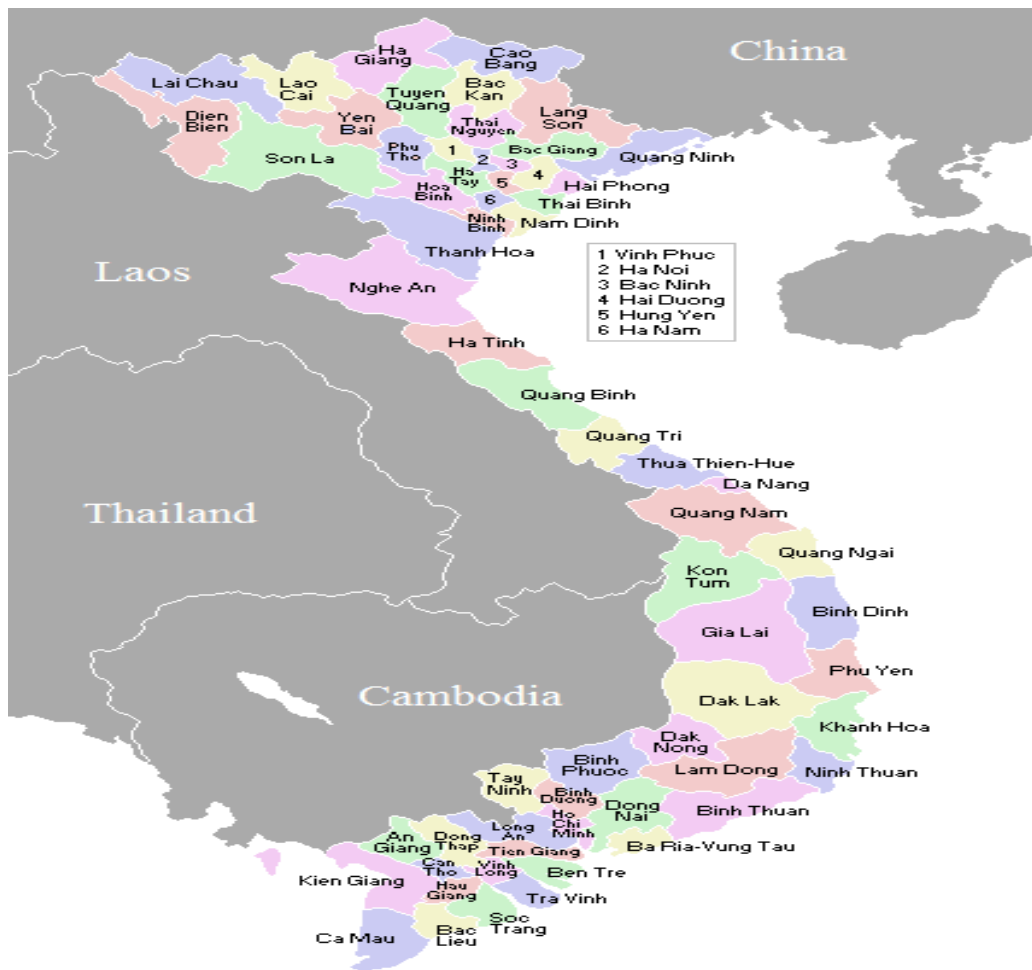 China
Ha
Giang
Cao
Bang
Lai Chau
Lao
Cai
Tuyen
Quang
Bac
Kan
Dien
Bien
Yen
Bai
Thai
Nguyen
Lang
Son
Son La
Phu
Tho
1
2
3
4
5
6
Bac Giang
Quang Ninh
Ha
Tay
Hoa
Binh
Hai Phong
Thai Binh
Ninh
Binh
Nam Dinh
Thanh Hoa
Laos
Nghe An
1 Vinh Phuc
2 Ha Noi
3 Bac Ninh
4 Hai Duong
5 Hung Yen
6 Ha Nam
Ha Tinh
Quang Binh
Quang Tri
Thua Thien-Hue
Da Nang
Thailand
Quang Nam
Quang Ngai
Kon
Tum
Binh Dinh
Gia Lai
Phu Yen
Cambodia
Dak Lak
Khanh Hoa
Dak
Nong
Binh
Phuoc
Lam Dong
Ninh Thuan
Tay
Ninh
Binh
Duong
Dong
Nai
Binh Thuan
Ho
Chi
Minh
Long
An
An
Giang
Dong
Thap
Tien Giang
Ba Ria-Vung Tau
Can
Tho
Vinh
Long
Ben Tre
Kien Giang
Hau
Giang
Tra Vinh
Soc
Trang
Ca Mau
Bac
Lieu